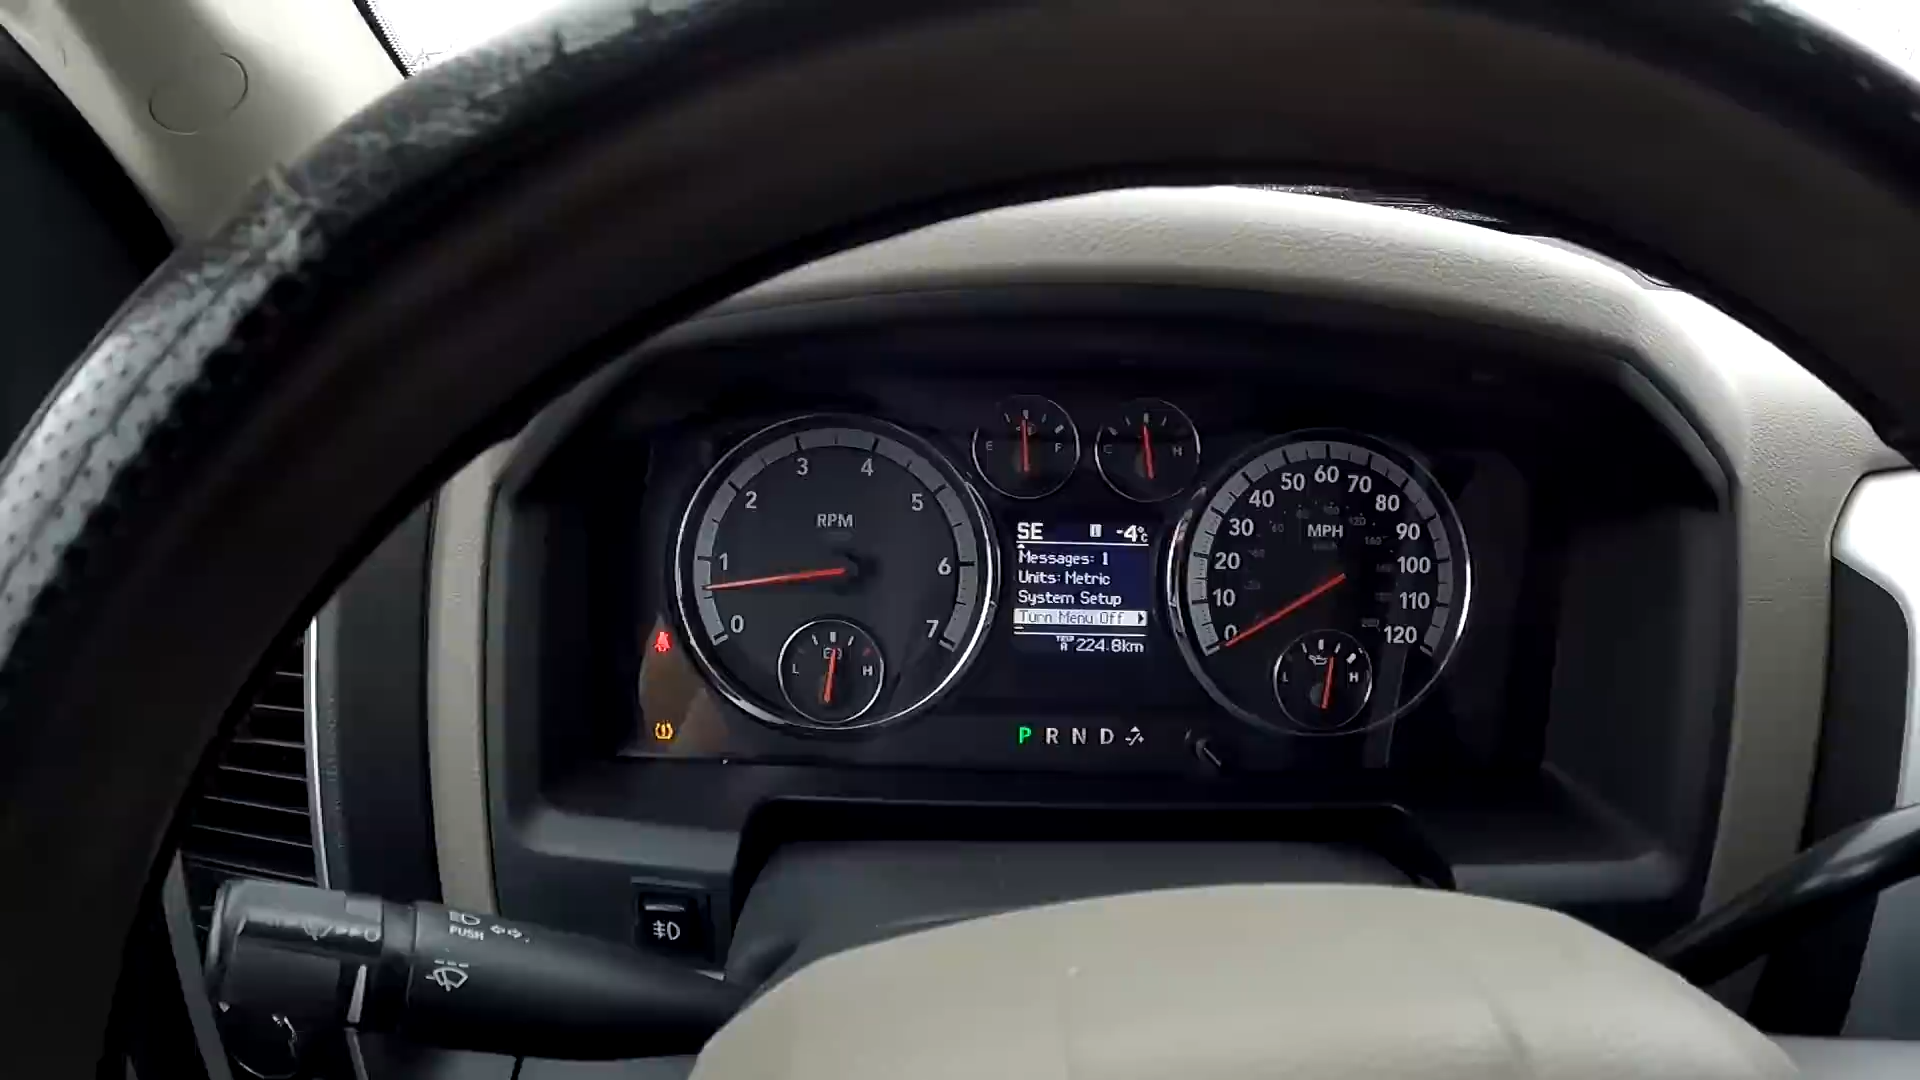 3 4
2 5
RPM
1 6
0 7
L H
E F
C H
SE -4°C
Messages: 1
Units: Metric
System Setup
Turn Menu Off
TRIP
A 224.8km
P R N D
50 60 70
40 80
30 MPH 90
20 100
10 110
0 120
L H
PUSH